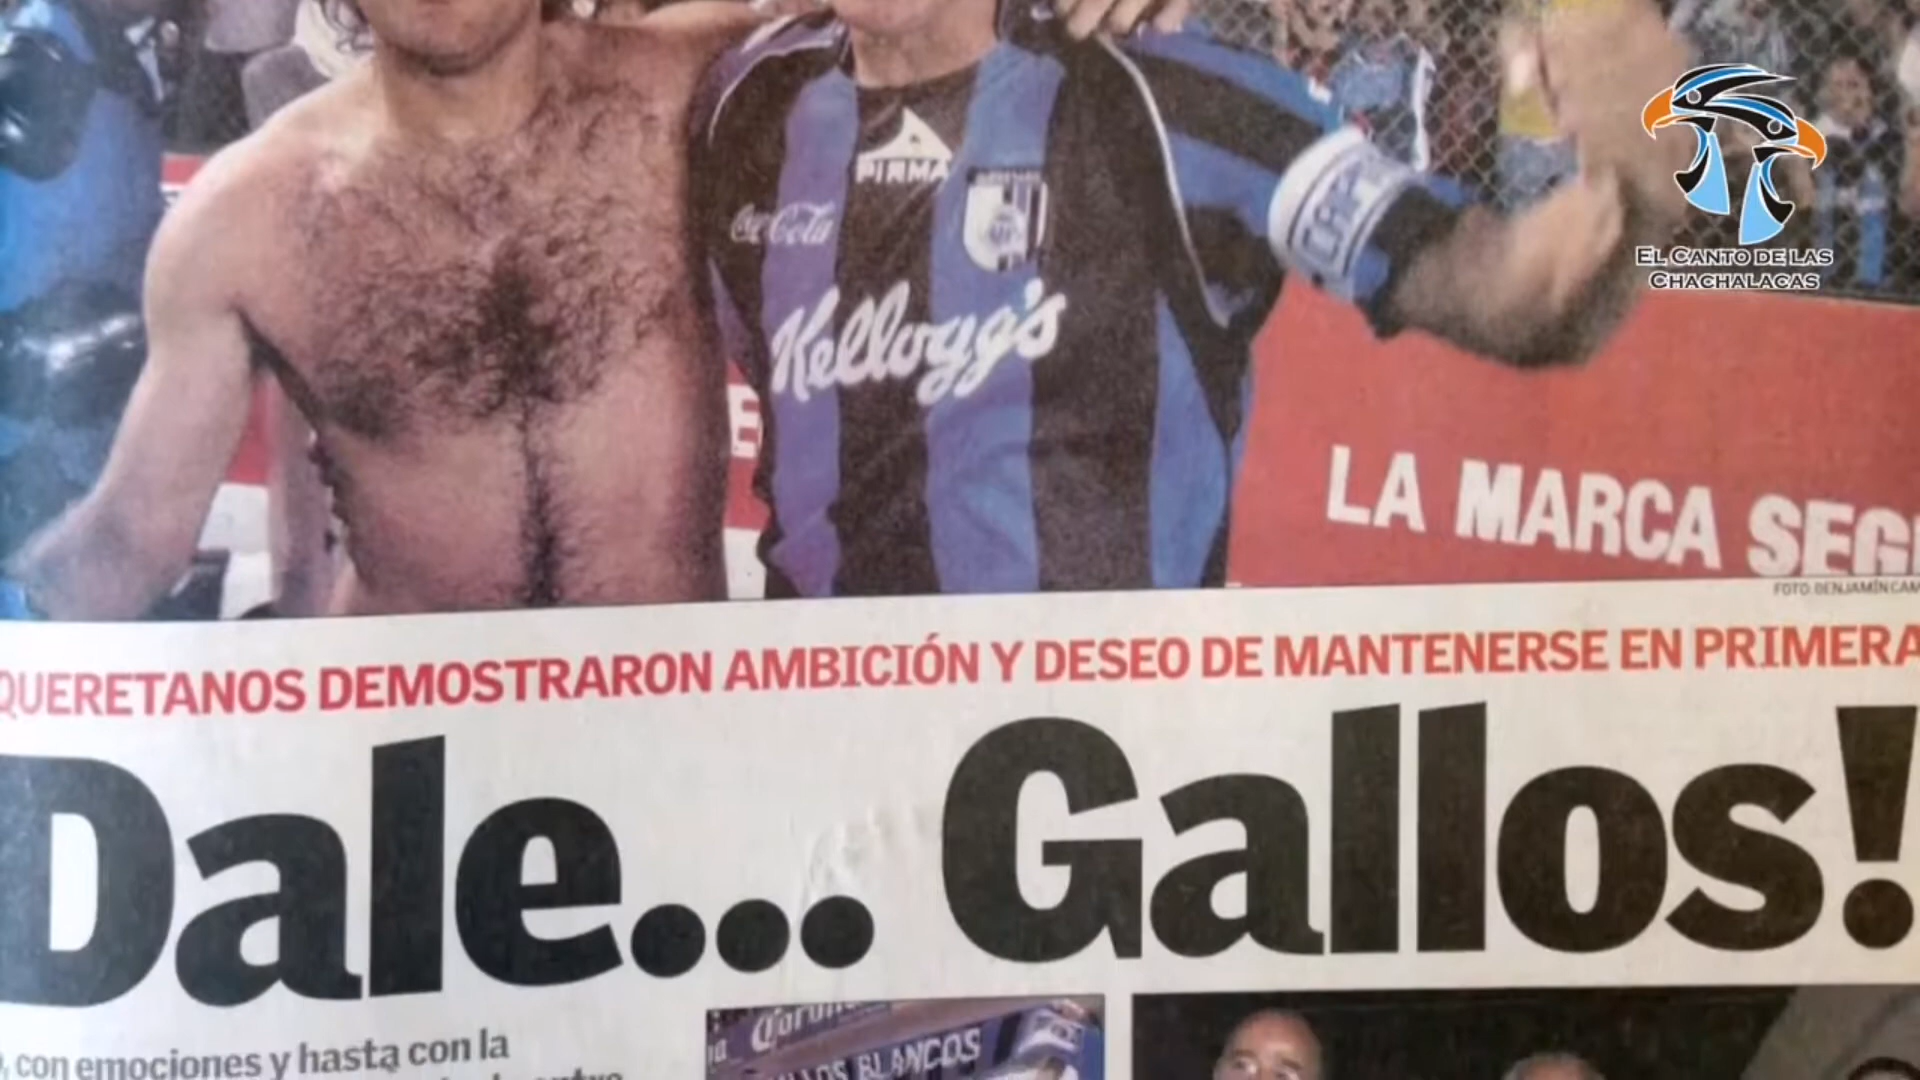 PIRMA
Coca-Cola
Kellogg's
EL CANTO DE LAS
CHACHALACAS
E
LA MARCA SEG
FOTO: BENJAMÍN CAM
QUERETANOS DEMOSTRARON AMBICIÓN Y DESEO DE MANTENERSE EN PRIMERA
Dale... Gallos!
, con emociones y hasta con la
Corona
LOS BLANCOS